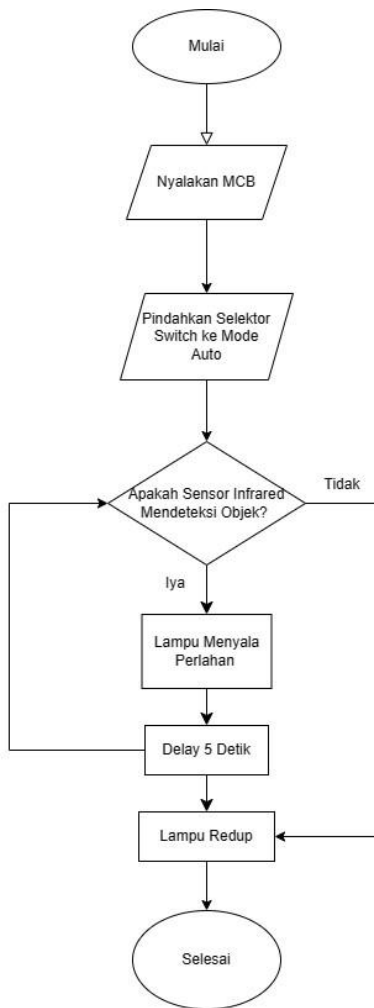 Mulai
Nyalakan MCB
Pindahkan Selektor
Switch ke Mode
Auto
Apakah Sensor Infrared
Mendeteksi Objek?
Tidak
Iya
Lampu Menyala
Perlahan
Delay 5 Detik
Lampu Redup
Selesai